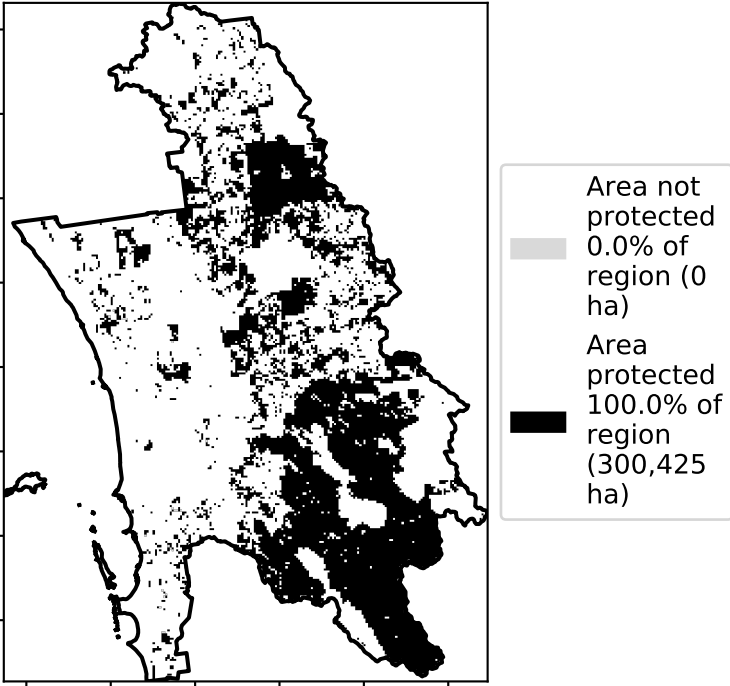 Area not
protected
0.0% of
region (0
ha)
Area
protected
100.0% of
region
(300,425
ha)